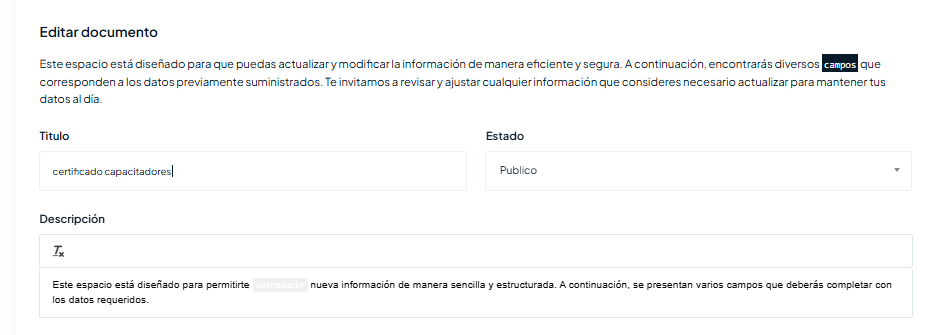 Editar documento
Este espacio está diseñado para que puedas actualizar y modificar la información de manera eficiente y segura. A continuación, encontrarás diversos campos que
corresponden a los datos previamente suministrados. Te invitamos a revisar y ajustar cualquier información que consideres necesario actualizar para mantener tus
datos al día.
Titulo
Estado
certificado capacitadores
Publico
Descripción
Este espacio está diseñado para permitirte introducir nueva información de manera sencilla y estructurada. A continuación, se presentan varios campos que deberás completar con
los datos requeridos.